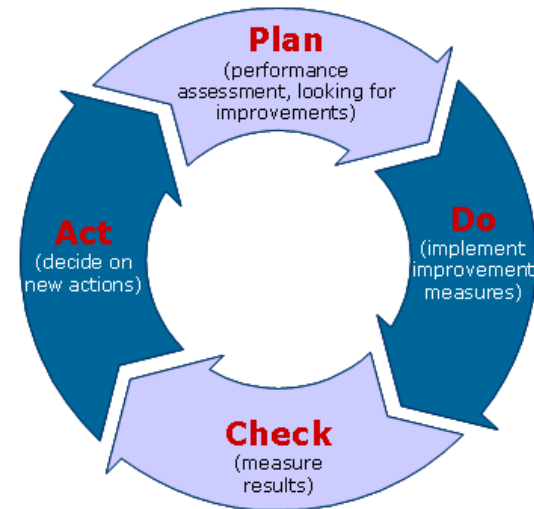 Plan
(performance
assessment, looking for
improvements)
Do
(implement
improvement
measures)
Check
(measure
results)
Act
(decide on
new actions)